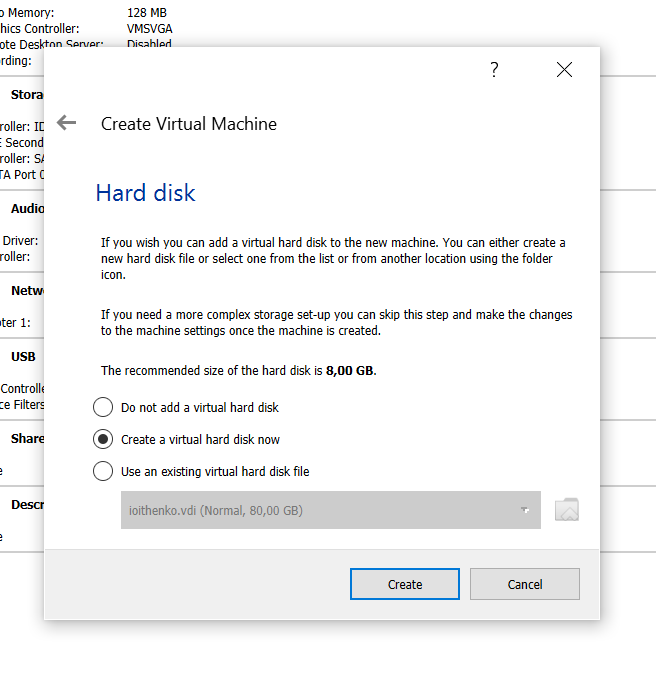 o Memory: 128 MB
hics Controller: VMSVGA
ote Desktop Server: Disabled
ording:
?
Stora
Create Virtual Machine
roller: ID
E Second
roller: SA
TA Port 0
Hard disk
Audio
Driver:
roller:
If you wish you can add a virtual hard disk to the new machine. You can either create a
new hard disk file or select one from the list or from another location using the folder
icon.
Netw
ter 1:
If you need a more complex storage set-up you can skip this step and make the changes
to the machine settings once the machine is created.
USB
The recommended size of the hard disk is 8,00 GB.
Controlle
ce Filters
Do not add a virtual hard disk
Share
Create a virtual hard disk now
e
Use an existing virtual hard disk file
Descr
ioithenko.vdi (Normal, 80,00 GB)
e
Create
Cancel